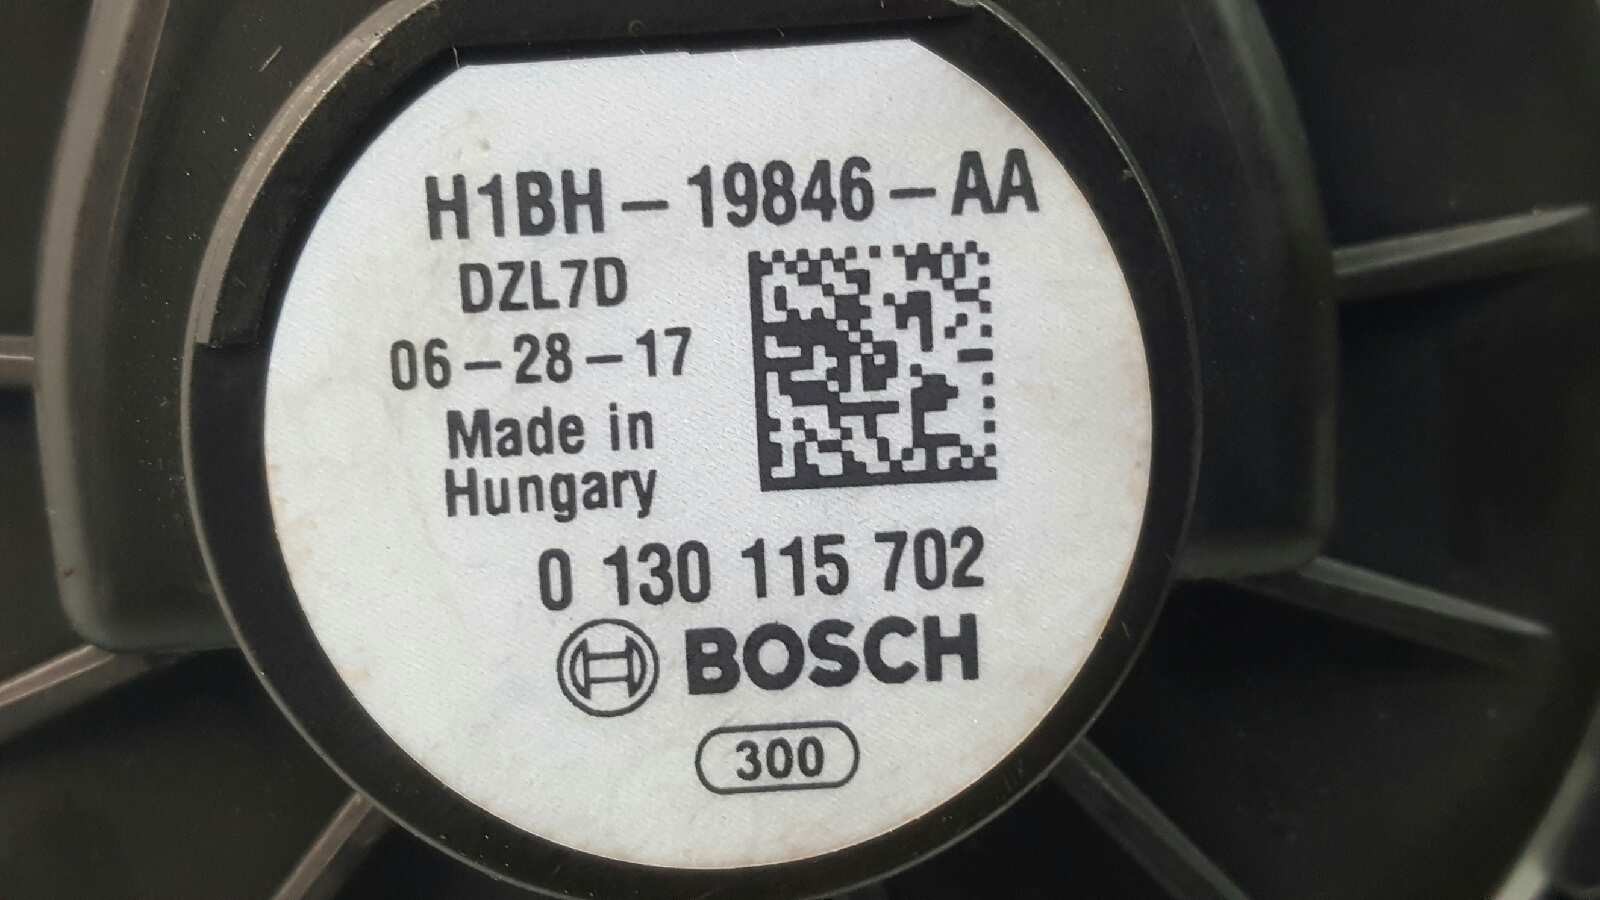 H1BH-19846-AA
DZL7D
06-28-17
Made in
Hungary
0 130 115 702
BOSCH
300